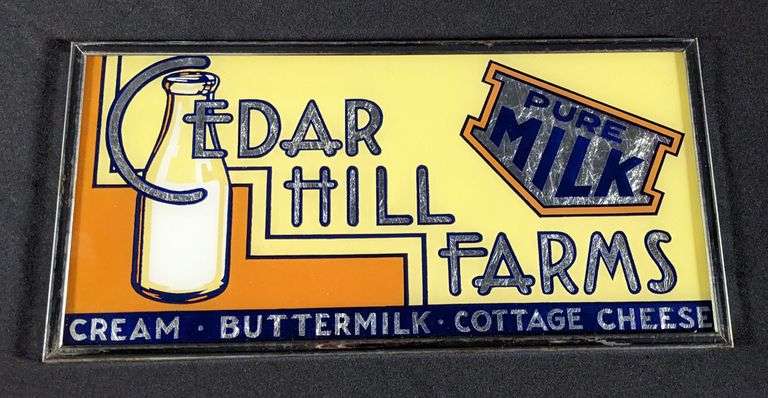 CEDAR
HILL
FARMS
PURE
MILK
CREAM · BUTTERMILK · COTTAGE CHEESE